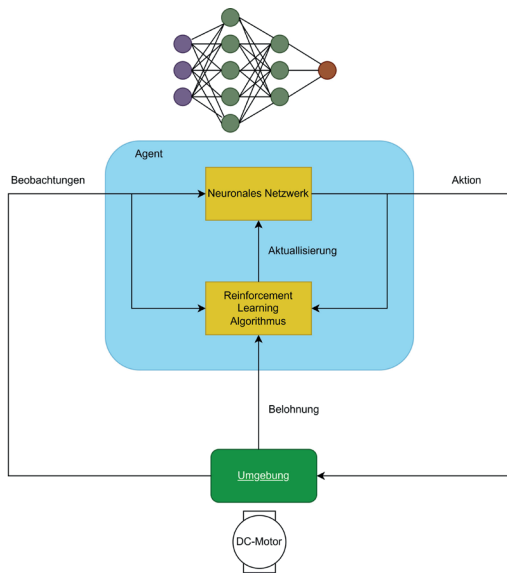 Agent
Beobachtungen
Neuronales Netzwerk
Aktion
Aktuallisierung
Reinforcement
Learning
Algorithmus
Belohnung
Umgebung
DC-Motor